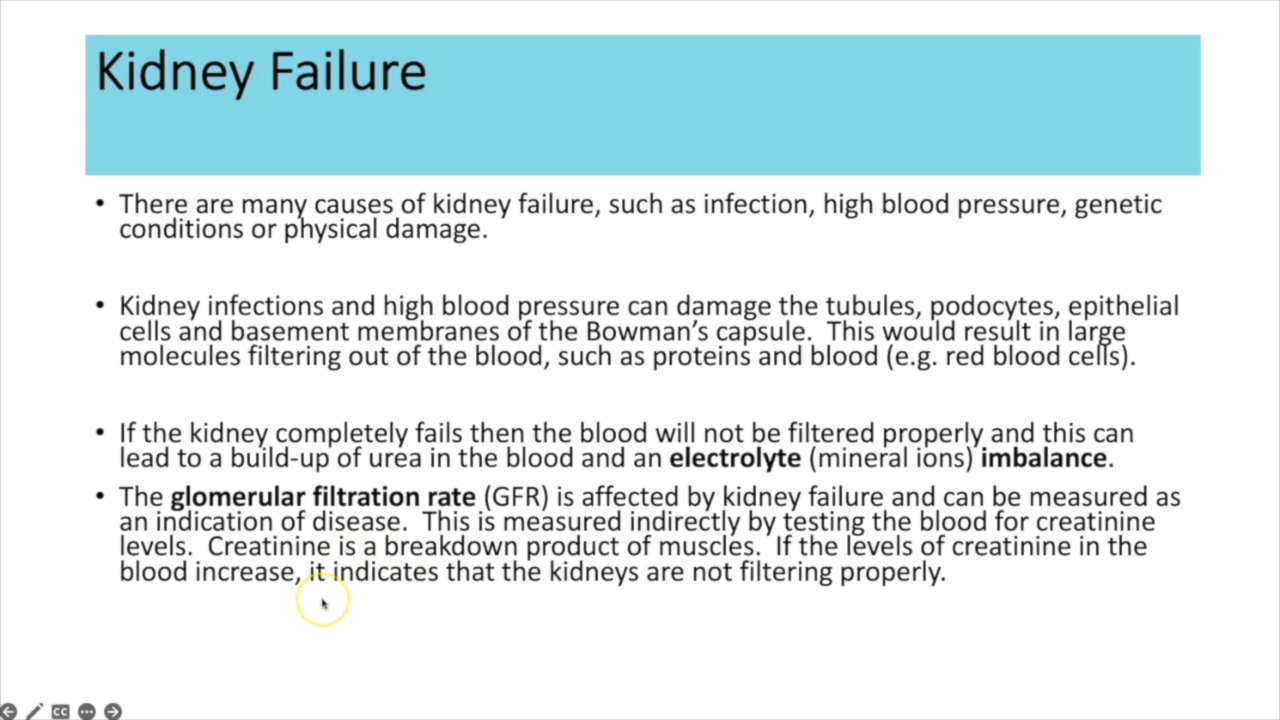 Kidney Failure
• There are many causes of kidney failure, such as infection, high blood pressure, genetic
conditions or physical damage.
• Kidney infections and high blood pressure can damage the tubules, podocytes, epithelial
cells and basement membranes of the Bowman’s capsule.  This would result in large
molecules filtering out of the blood, such as proteins and blood (e.g. red blood cells).
• If the kidney completely fails then the blood will not be filtered properly and this can
lead to a build-up of urea in the blood and an electrolyte (mineral ions) imbalance.
• The glomerular filtration rate (GFR) is affected by kidney failure and can be measured as
an indication of disease.  This is measured indirectly by testing the blood for creatinine
levels.  Creatinine is a breakdown product of muscles.  If the levels of creatinine in the
blood increase, it indicates that the kidneys are not filtering properly.
CC